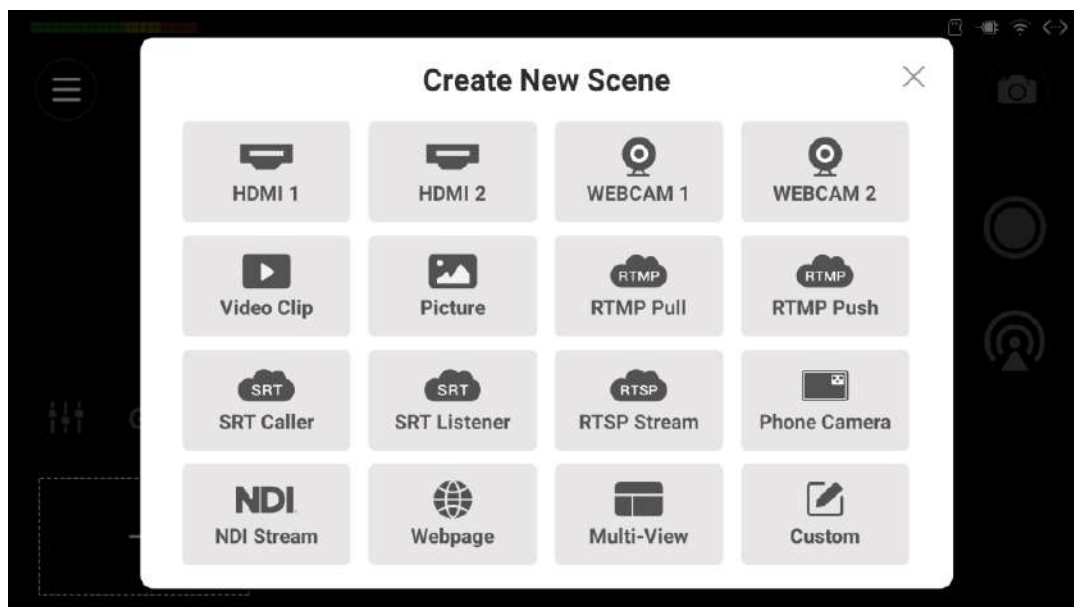 Create New Scene
HDMI 1
HDMI 2
WEBCAM 1
WEBCAM 2
Video Clip
Picture
RTMP
RTMP Pull
RTMP
RTMP Push
SRT
SRT Caller
SRT
SRT Listener
RTSP
RTSP Stream
Phone Camera
NDI
NDI Stream
Webpage
Multi-View
Custom